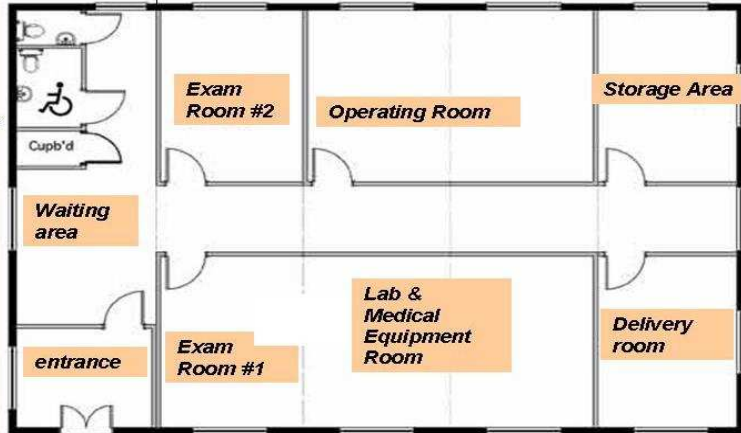 Exam
Room #2
Operating Room
Storage Area
Cupb'd
Waiting
area
Lab &
Medical
Equipment
Room
Delivery
room
entrance
Exam
Room #1